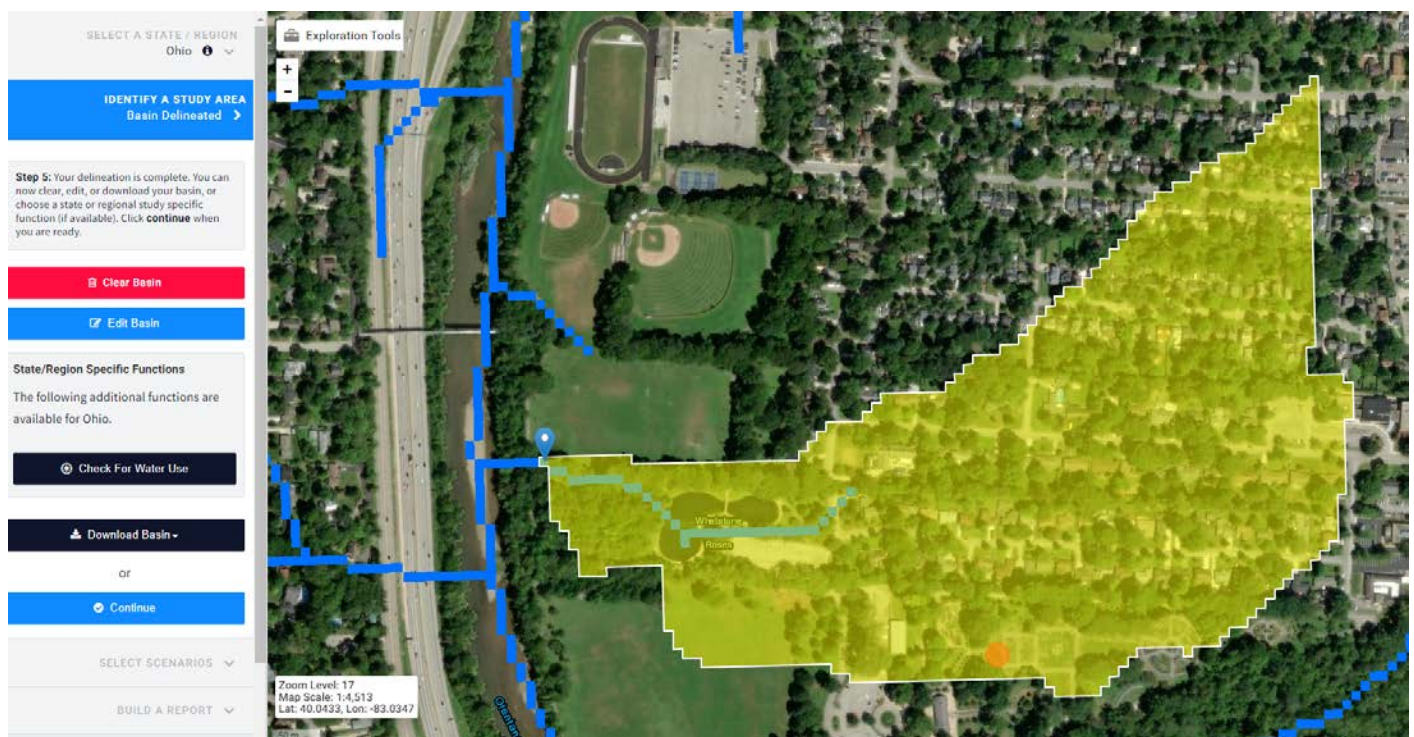 SELECT A STATE / REGION
Ohio
IDENTIFY A STUDY AREA
Basin Delineated
Step 5: Your delineation is complete. You can
now clear, edit, or download your basin, or
choose a state or regional study specific
function (if available). Click continue when
you are ready.
Clear Basin
Edit Basin
State/Region Specific Functions
The following additional functions are
available for Ohio.
Check For Water Use
Download Basin
or
Continue
SELECT SCENARIOS
BUILD A REPORT
Exploration Tools
+
-
Whetstone
Roses
Zoom Level: 17
Map Scale: 1:4,513
Lat: 40.0433, Lon: -83.0347